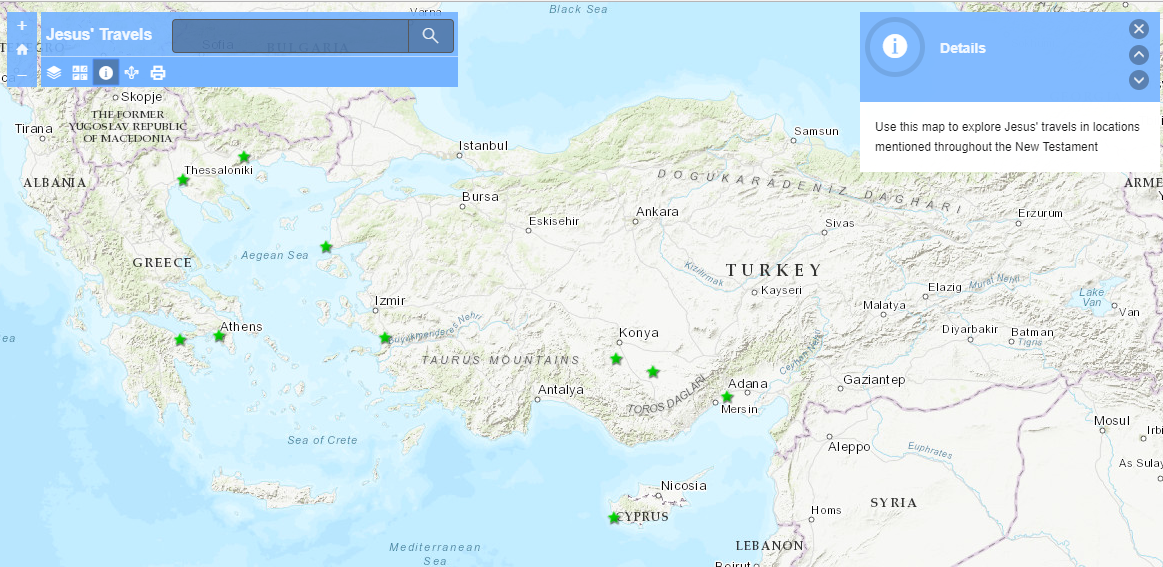 Black Sea
Varna
+
Jesus' Travels
Sofia
BULGARIA
–
Details
Use this map to explore Jesus' travels in locations
mentioned throughout the New Testament
Skopje
THE FORMER
YUGOSLAV REPUBLIC
OF MACEDONIA
Tirana
Istanbul
Samsun
Thessaloniki
ALBANIA
DOGUKARADENIZ DAGHARI
ARME
Bursa
Eskisehir
Ankara
Sivas
Erzurum
Aegean Sea
GREECE
TURKEY
Kizilirmak
Kayseri
Elazig
Murat Nehri
Lake
Van
Malatya
Van
Izmir
Athens
Buyukmenderes Nehri
Konya
Diyarbakir
Batman
Tigris
ea
TAURUS MOUNTAINS
Ceyhan Neh
Antalya
TOROS DAGLARI
Adana
Mersin
Gaziantep
Mosul
Irbi
Sea of Crete
Aleppo
Euphrates
As Sulay
Nicosia
CYPRUS
SYRIA
Homs
Mediterranean
Sea
LEBANON
Beirut